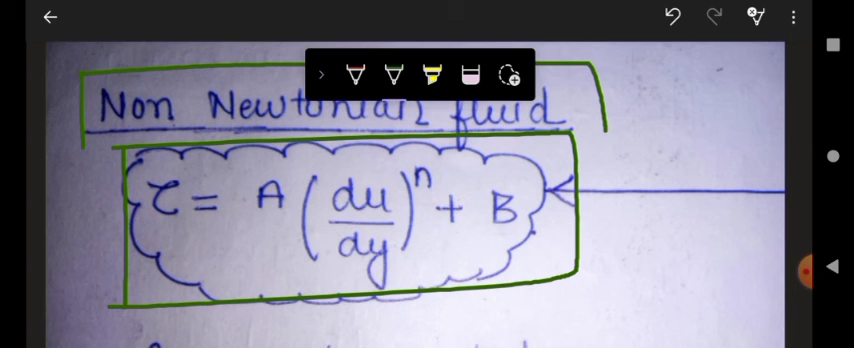 Non Newtonian fluid
τ = A (du/dy)^n + B